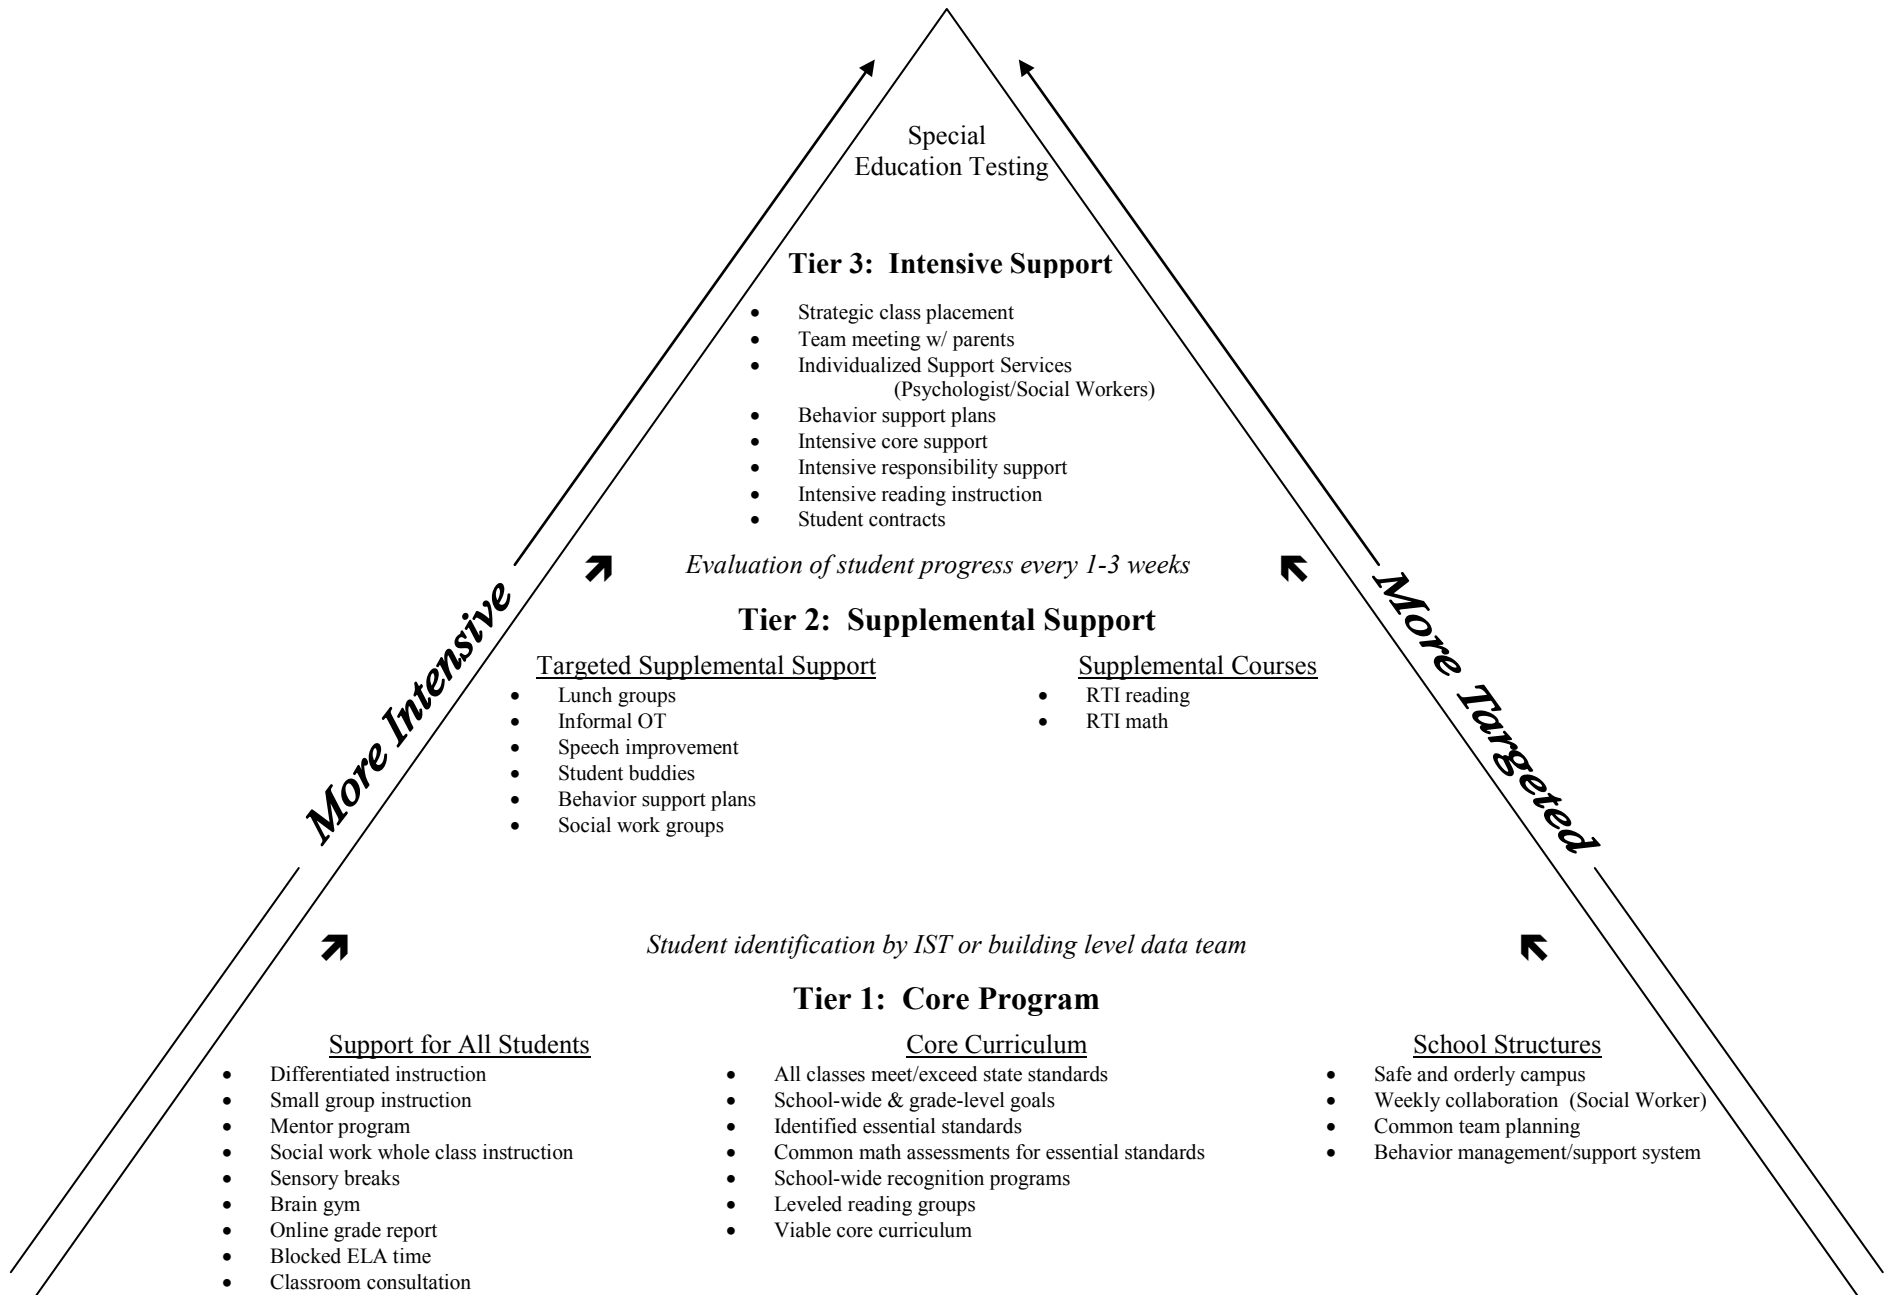 Special
Education Testing
Tier 3: Intensive Support
• Strategic class placement
• Team meeting w/ parents
• Individualized Support Services
(Psychologist/Social Workers)
• Behavior support plans
• Intensive core support
• Intensive responsibility support
• Intensive reading instruction
• Student contracts
Evaluation of student progress every 1-3 weeks
More Intensive
More Targeted
Tier 2: Supplemental Support
Targeted Supplemental Support
• Lunch groups
• Informal OT
• Speech improvement
• Student buddies
• Behavior support plans
• Social work groups
Supplemental Courses
• RTI reading
• RTI math
Student identification by IST or building level data team
Tier 1: Core Program
Support for All Students
• Differentiated instruction
• Small group instruction
• Mentor program
• Social work whole class instruction
• Sensory breaks
• Brain gym
• Online grade report
• Blocked ELA time
• Classroom consultation
Core Curriculum
• All classes meet/exceed state standards
• School-wide & grade-level goals
• Identified essential standards
• Common math assessments for essential standards
• School-wide recognition programs
• Leveled reading groups
• Viable core curriculum
School Structures
• Safe and orderly campus
• Weekly collaboration (Social Worker)
• Common team planning
• Behavior management/support system